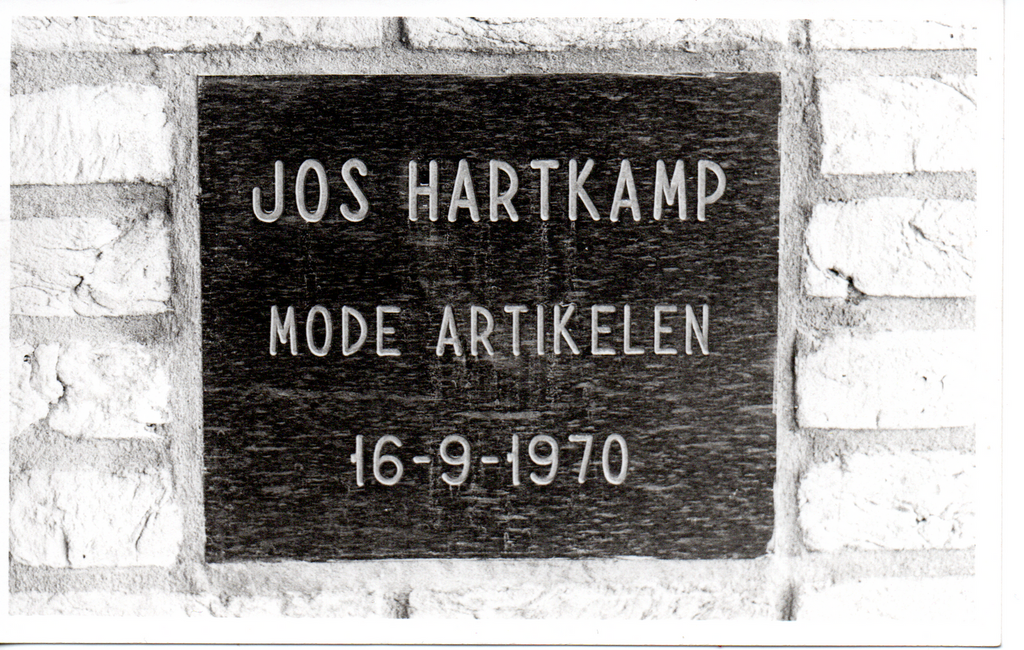 JOS HARTKAMP
MODE ARTIKELEN
16-9-1970